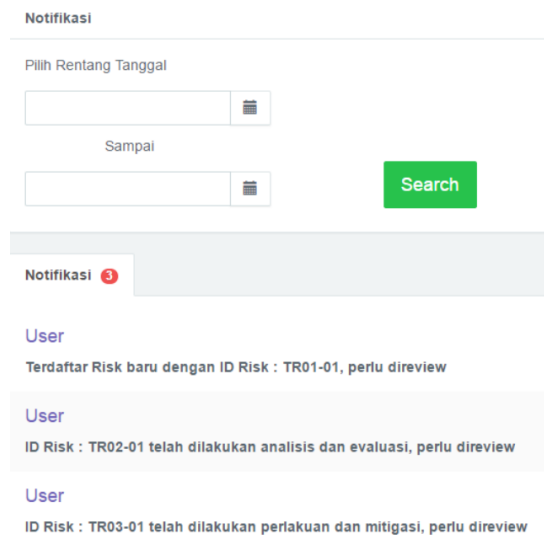 Notifikasi
Pilih Rentang Tanggal
Sampai
Search
Notifikasi 3
User
Terdaftar Risk baru dengan ID Risk : TR01-01, perlu direview
User
ID Risk : TR02-01 telah dilakukan analisis dan evaluasi, perlu direview
User
ID Risk : TR03-01 telah dilakukan perlakuan dan mitigasi, perlu direview